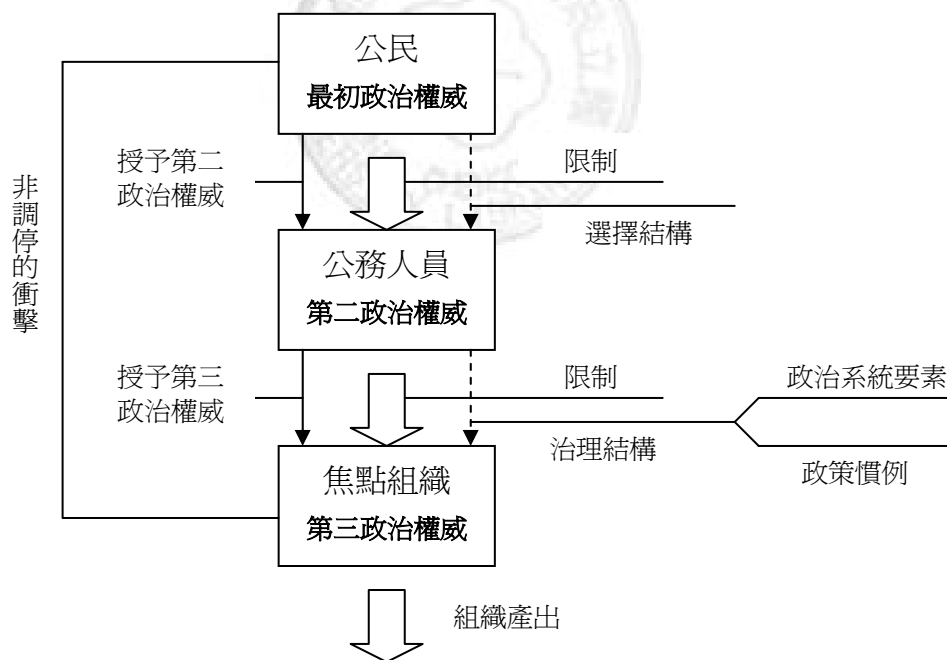 公民
最初政治權威
授予第二
政治權威
限制
選擇結構
非調停的衝擊
公務人員
第二政治權威
授予第三
政治權威
限制
政治系統要素
治理結構
政策慣例
焦點組織
第三政治權威
組織產出